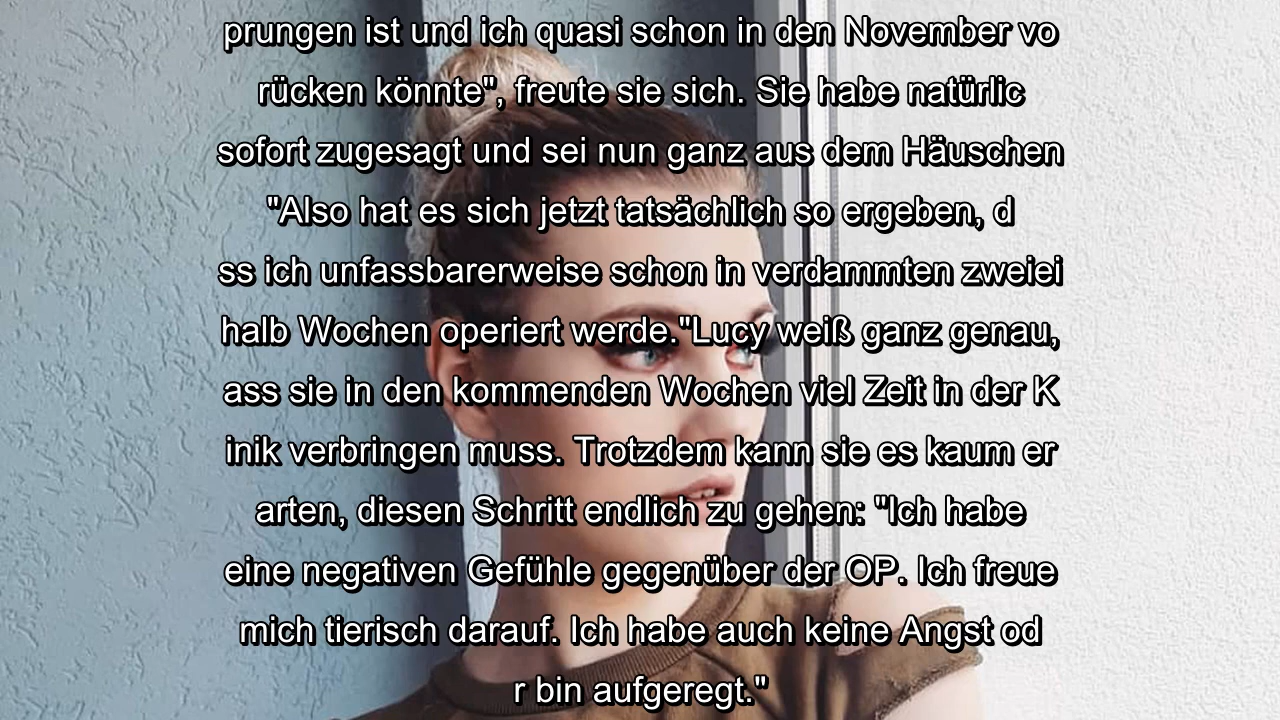 prungen ist und ich quasi schon in den November vo
rücken könnte", freute sie sich. Sie habe natürlic
sofort zugesagt und sei nun ganz aus dem Häuschen
"Also hat es sich jetzt tatsächlich so ergeben, d
ss ich unfassbarerweise schon in verdammten zweiei
halb Wochen operiert werde."Lucy weiß ganz genau,
ass sie in den kommenden Wochen viel Zeit in der K
inik verbringen muss. Trotzdem kann sie es kaum er
arten, diesen Schritt endlich zu gehen: "Ich habe
eine negativen Gefühle gegenüber der OP. Ich freue
mich tierisch darauf. Ich habe auch keine Angst od
r bin aufgeregt."